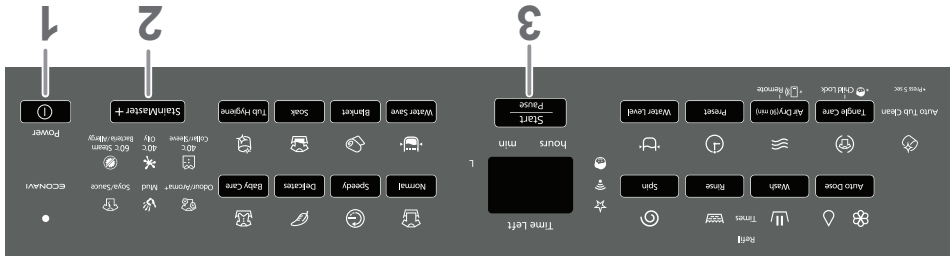 Refill
Times
Time Left
Auto Dose
Wash
Rinse
Spin
Normal
Speedy
Delicates
Baby Care
Odour/Aroma+
Mud
Soya/Sauce
ECONAVI
hours min
40℃
Collar/Sleeve
40℃
Oily
60℃ Steam
Bacteria/Allergy
Power
Auto Tub Clean
*Press 5 sec
Tangle Care
Air Dry(90 min)
Preset
Water Level
Start
Pause
Water Save
Blanket
Soak
Tub Hygiene
StainMaster+
* Child Lock
* Remote
3
2
1